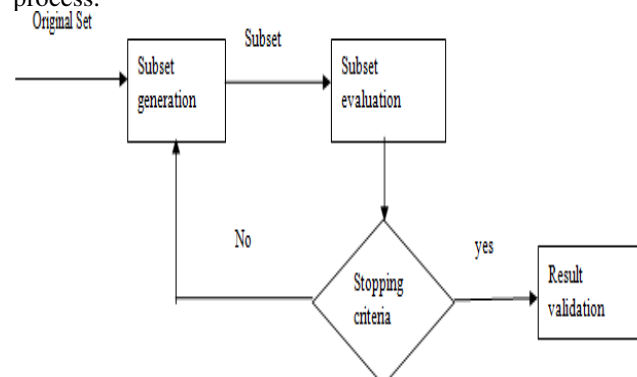 process.
Original Set
Subset
Subset
generation
Subset
evaluation
No
yes
Stopping
criteria
Result
validation